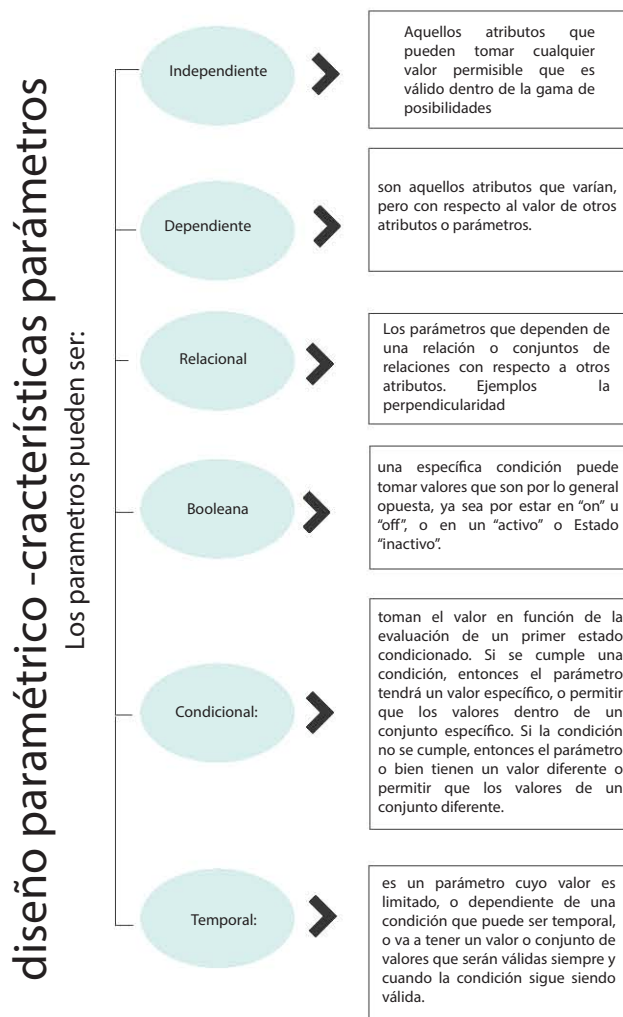 diseño paramétrico -cracterísticas parámetros
Los parametros pueden ser:
Independiente
Aquellos atributos que
pueden tomar cualquier
valor permisible que es
válido dentro de la gama de
posibilidades
Dependiente
son aquellos atributos que varían,
pero con respecto al valor de otros
atributos o parámetros.
Relacional
Los parámetros que dependen de
una relación o conjuntos de
relaciones con respecto a otros
atributos. Ejemplos la
perpendicularidad
Booleana
una específica condición puede
tomar valores que son por lo general
opuesta, ya sea por estar en “on” u
“off”, o en un “activo” o Estado
“inactivo”.
Condicional:
toman el valor en función de la
evaluación de un primer estado
condicionado. Si se cumple una
condición, entonces el parámetro
tendrá un valor específico, o permitir
que los valores dentro de un
conjunto específico. Si la condición
no se cumple, entonces el parámetro
o bien tienen un valor diferente o
permitir que los valores de un
conjunto diferente.
Temporal:
es un parámetro cuyo valor es
limitado, o dependiente de una
condición que puede ser temporal,
o va a tener un valor o conjunto de
valores que serán válidas siempre y
cuando la condición sigue siendo
válida.